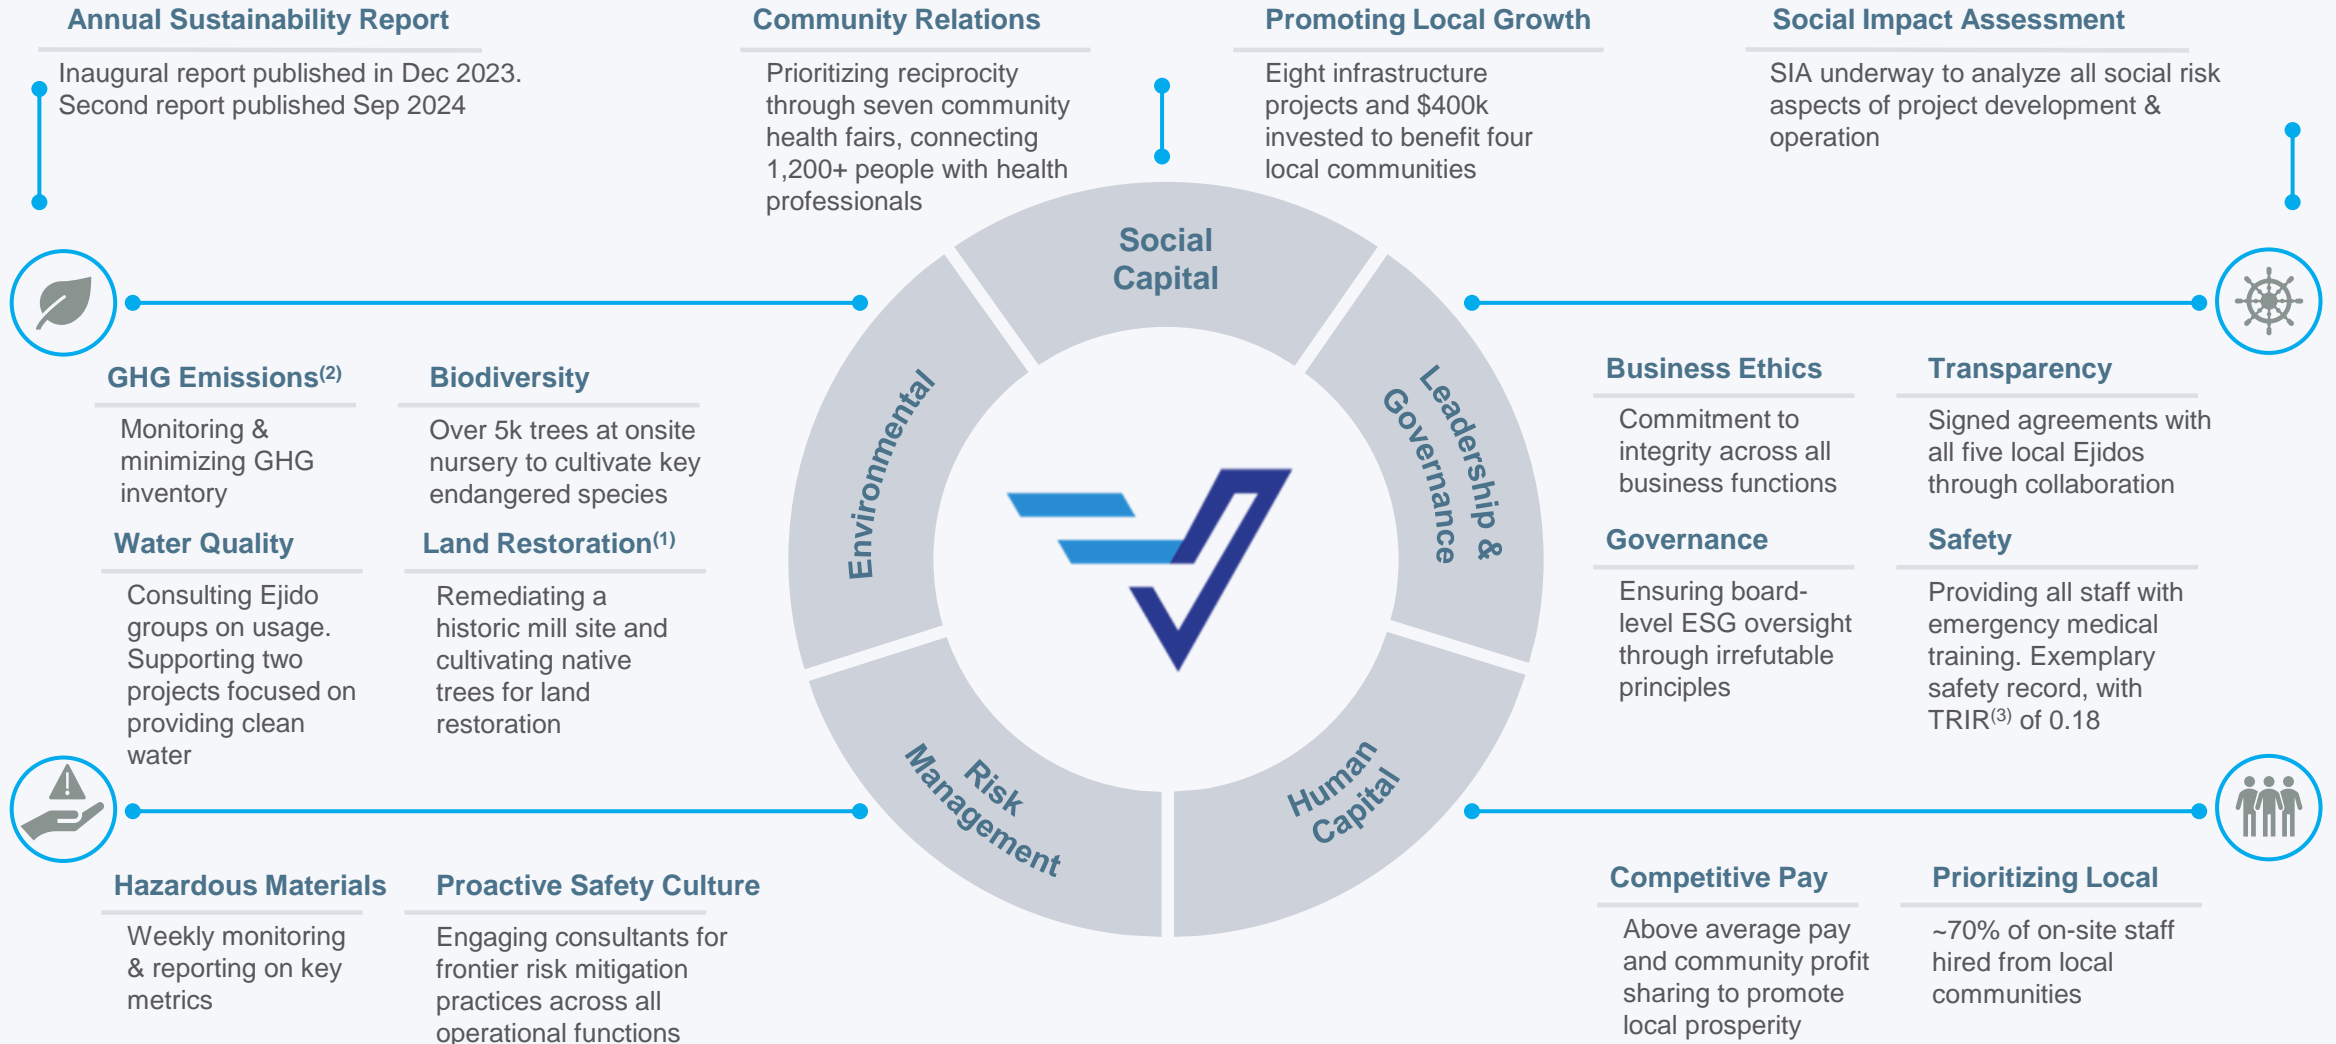 Annual Sustainability Report
Inaugural report published in Dec 2023.
Second report published Sep 2024
Community Relations
Prioritizing reciprocity
through seven community
health fairs, connecting
1,200+ people with health
professionals
Promoting Local Growth
Eight infrastructure
projects and $400k
invested to benefit four
local communities
Social Impact Assessment
SIA underway to analyze all social risk
aspects of project development &
operation
Social
Capital
Environmental
Leadership &
Governance
Risk
Management
Human
Capital
GHG Emissions(2)
Monitoring &
minimizing GHG
inventory
Biodiversity
Over 5k trees at onsite
nursery to cultivate key
endangered species
Water Quality
Consulting Ejido
groups on usage.
Supporting two
projects focused on
providing clean
water
Land Restoration(1)
Remediating a
historic mill site and
cultivating native
trees for land
restoration
Business Ethics
Commitment to
integrity across all
business functions
Transparency
Signed agreements with
all five local Ejidos
through collaboration
Governance
Ensuring board-
level ESG oversight
through irrefutable
principles
Safety
Providing all staff with
emergency medical
training. Exemplary
safety record, with
TRIR(3) of 0.18
Hazardous Materials
Weekly monitoring
& reporting on key
metrics
Proactive Safety Culture
Engaging consultants for
frontier risk mitigation
practices across all
operational functions
Competitive Pay
Above average pay
and community profit
sharing to promote
local prosperity
Prioritizing Local
~70% of on-site staff
hired from local
communities